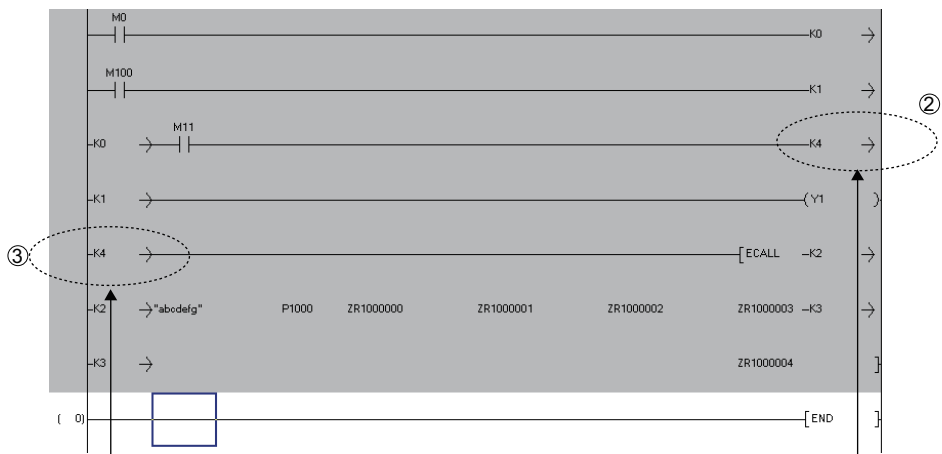 M0
K0
M100
K1
②
M11
K0 K4
K1 Y1
③
K4 ECALL K2
K2 "abcdefg" P1000 ZR1000000 ZR1000001 ZR1000002 ZR1000003 K3
K3 ZR1000004
( 0) END